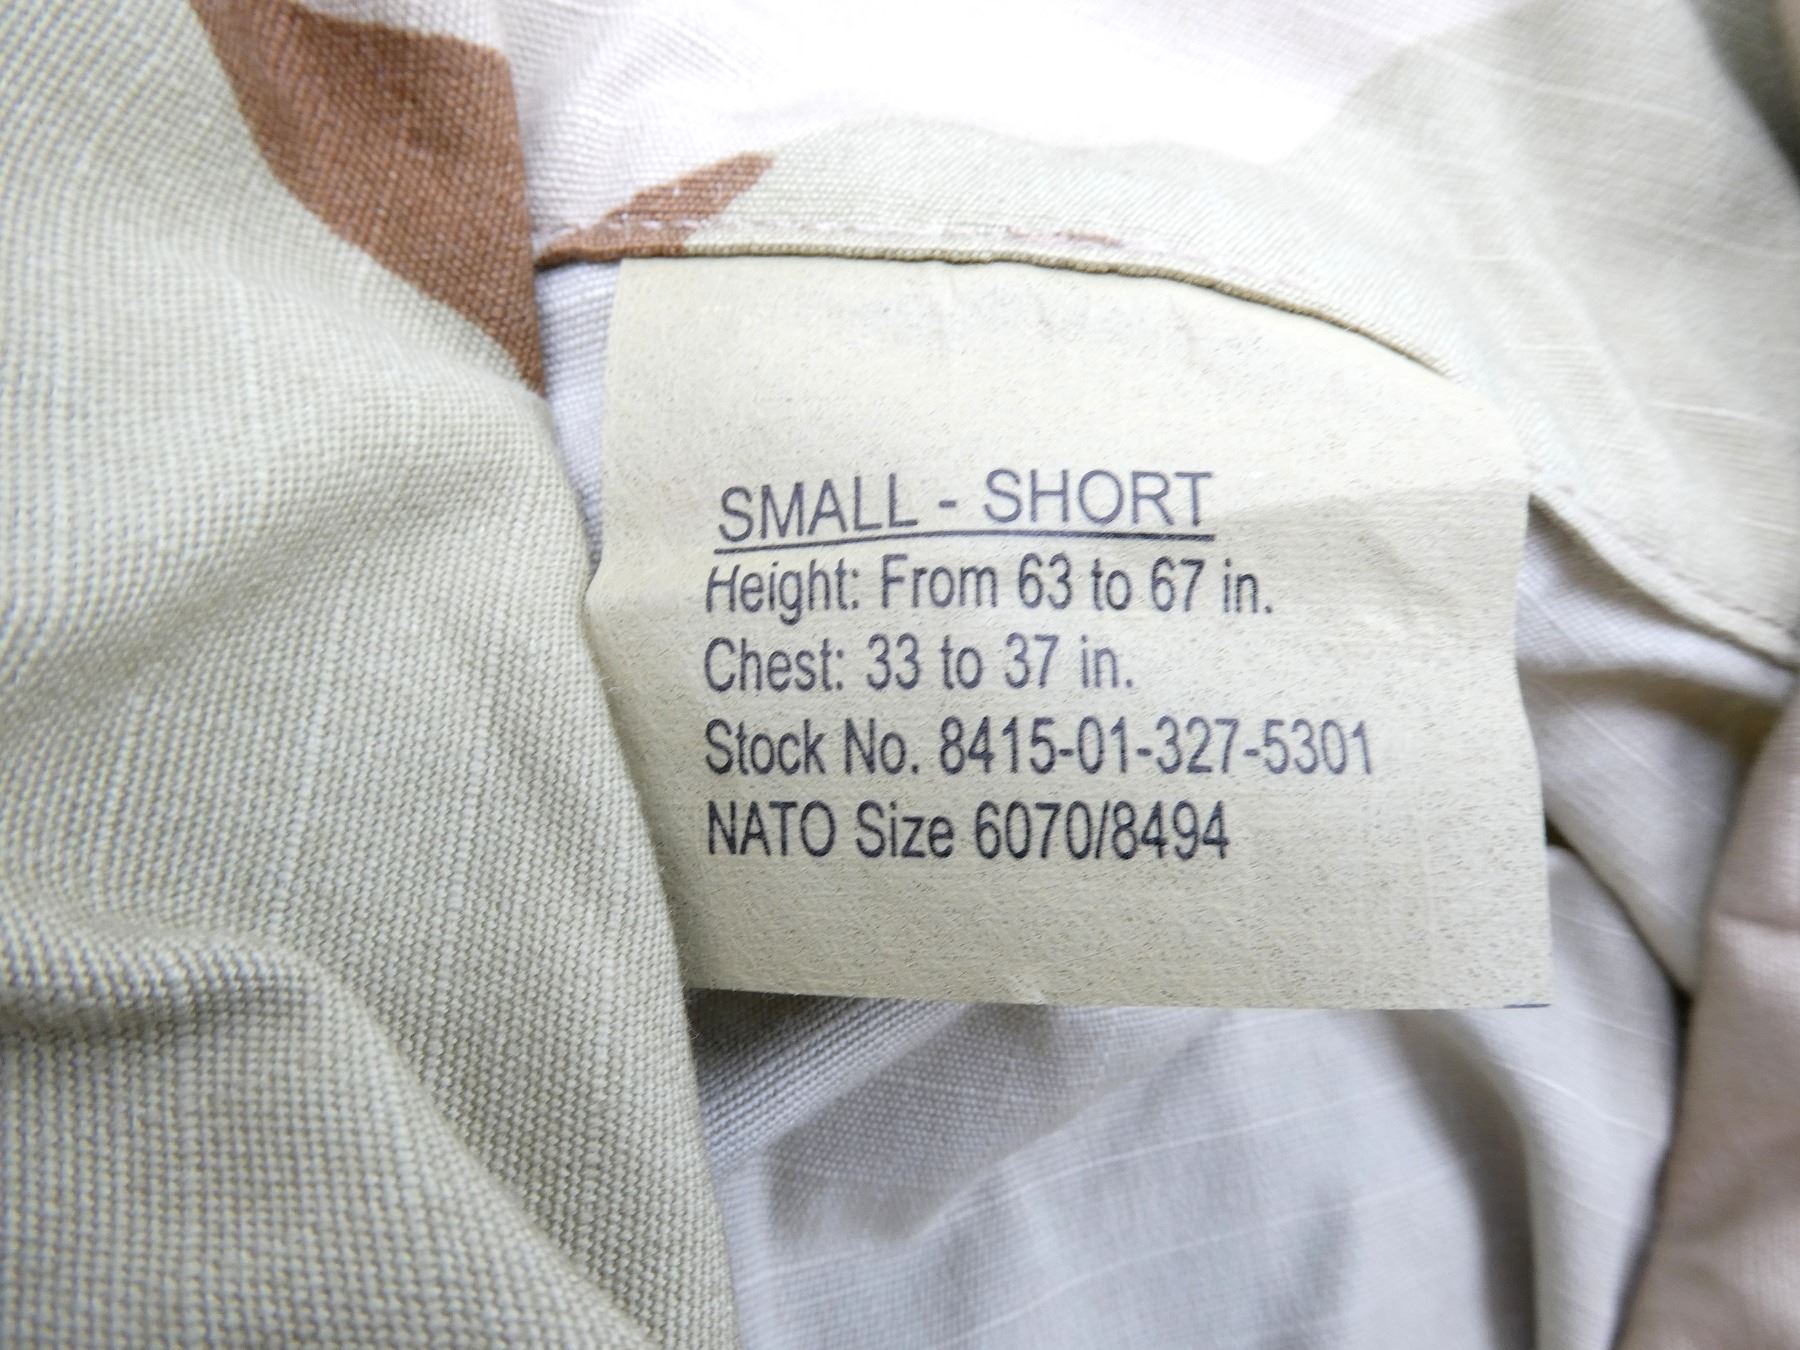 SMALL - SHORT
Height: From 63 to 67 in.
Chest: 33 to 37 in.
Stock No. 8415-01-327-5301
NATO Size 6070/8494